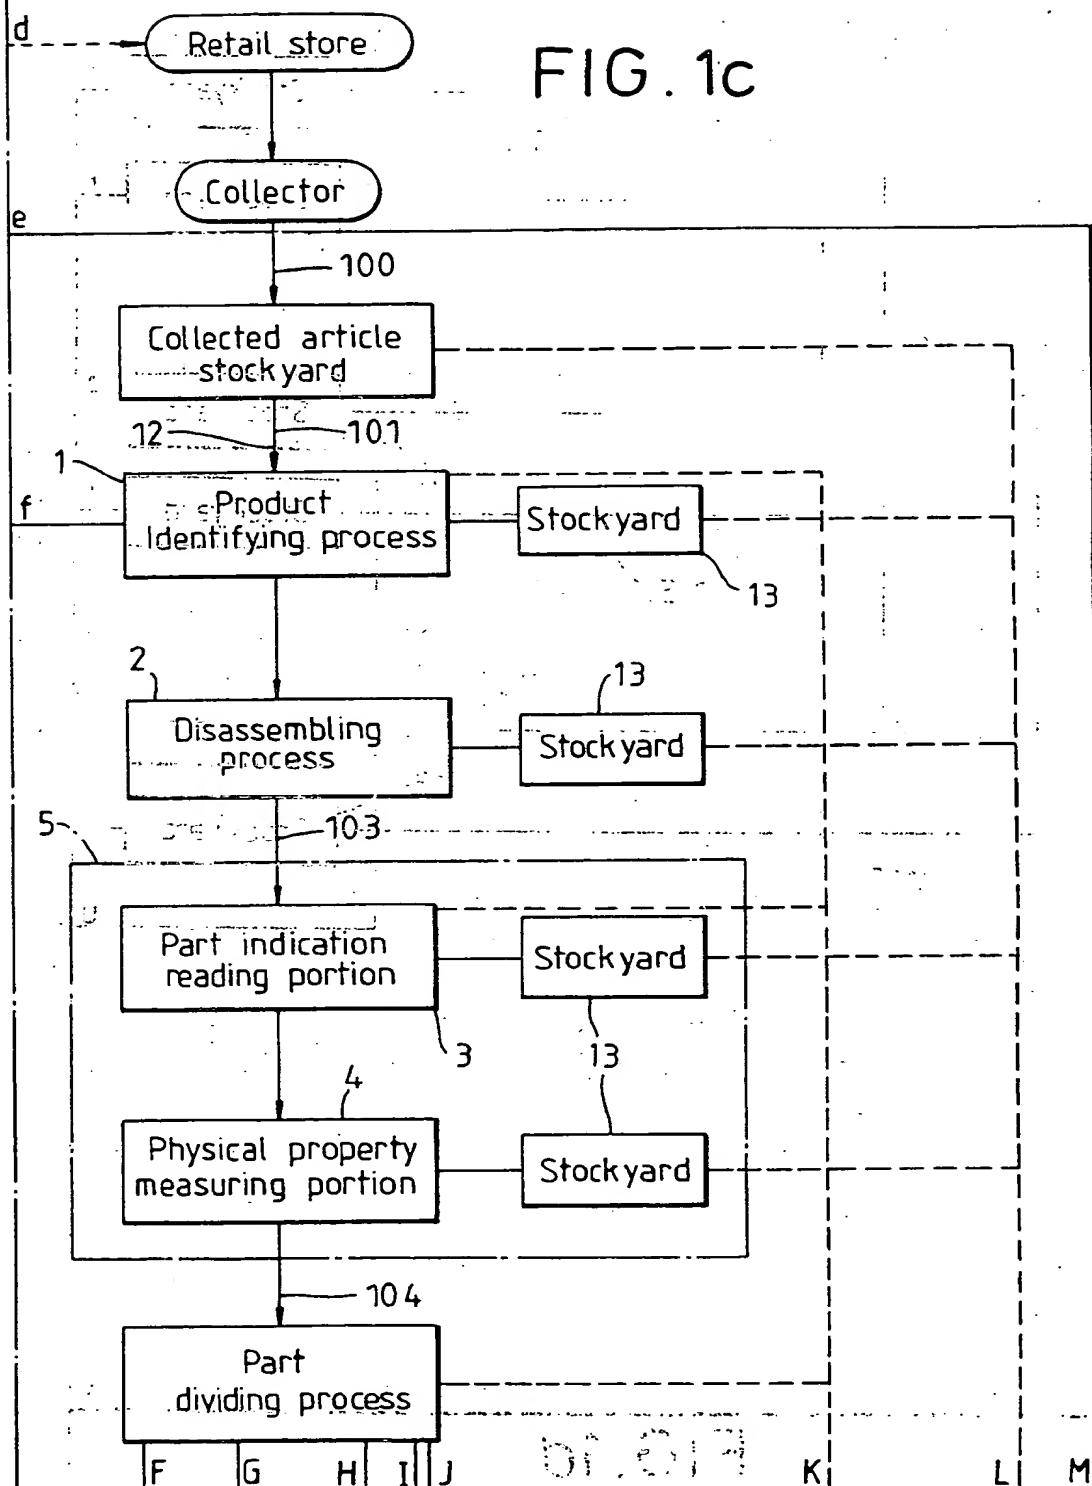 d
Retail store
FIG. 1c
Collector
e
100
Collected article
stockyard
12
101
1
f
Product
Identifying process
Stockyard
13
2
13
Disassembling
process
Stockyard
5
103
Part indication
reading portion
Stockyard
3
13
4
Physical property
measuring portion
Stockyard
104
Part
dividing process
F
G
H
I
J
K
L
M